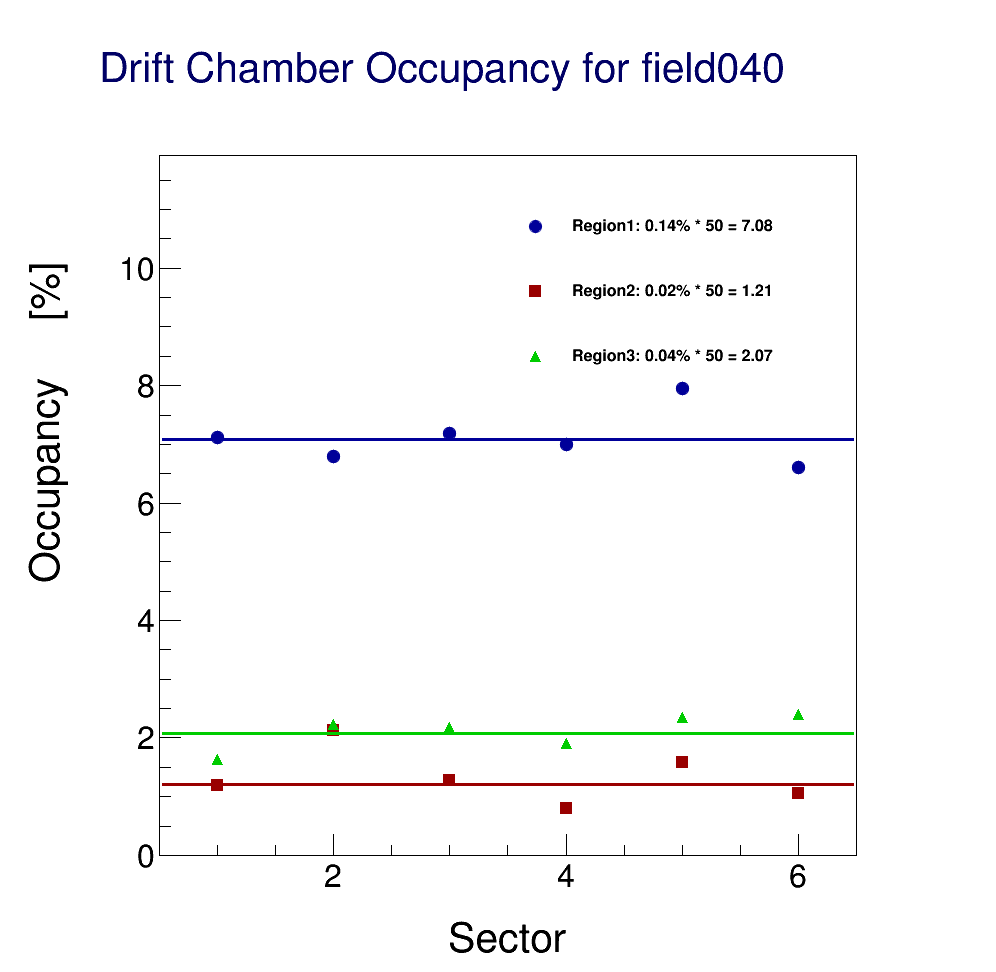 Drift Chamber Occupancy for field040
Region1: 0.14% * 50 = 7.08
Region2: 0.02% * 50 = 1.21
Region3: 0.04% * 50 = 2.07
Occupancy [%]
10
8
6
4
2
0
2 4 6
Sector